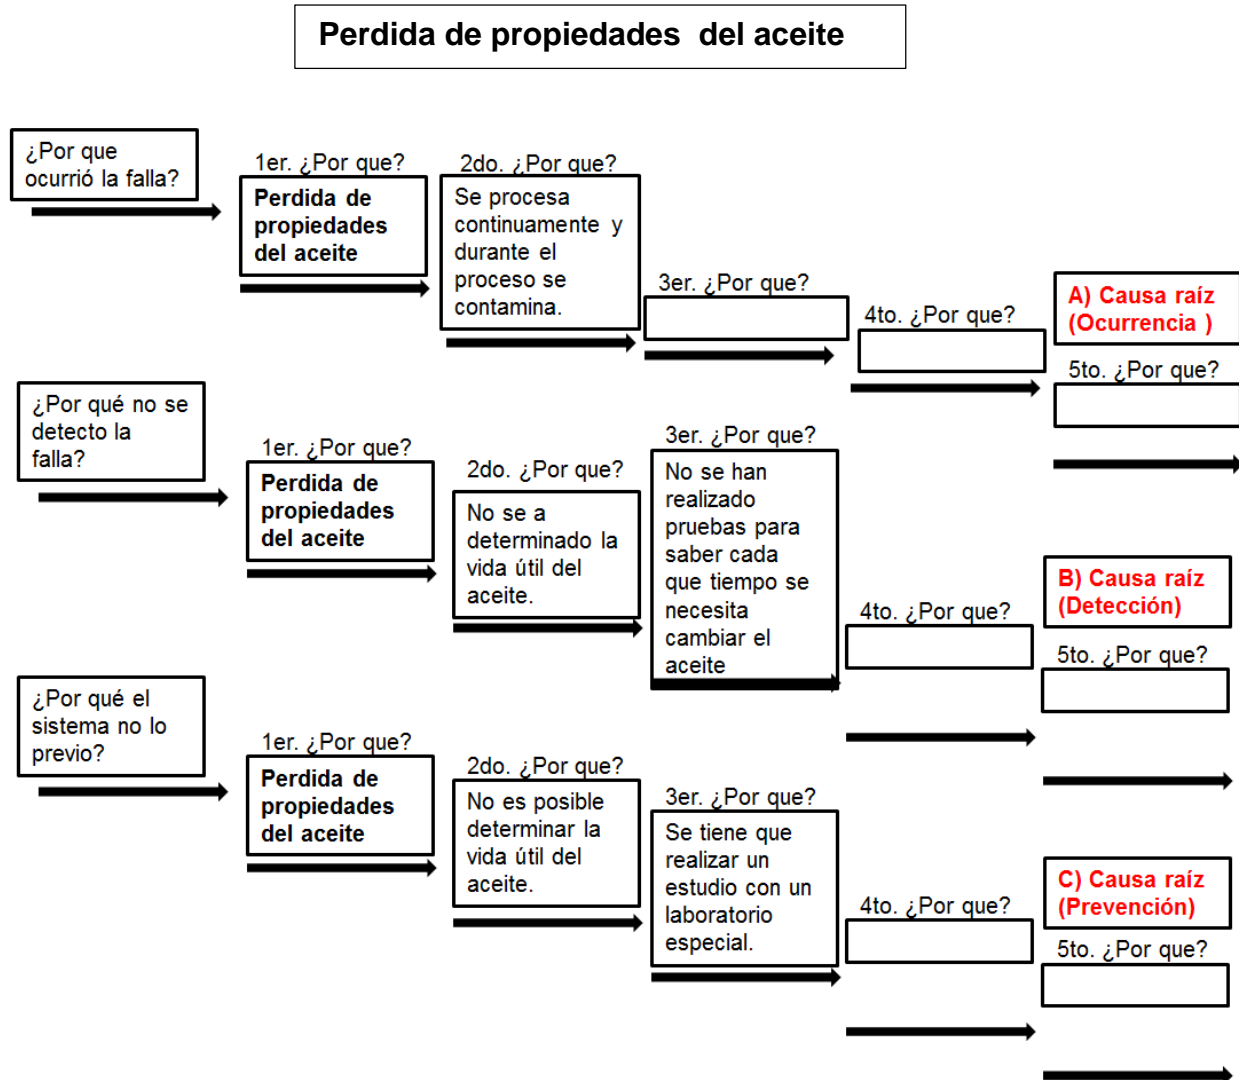 Perdida de propiedades  del aceite
¿Por que
ocurrió la falla?
1er. ¿Por que?
Perdida de
propiedades
del aceite
2do. ¿Por que?
Se procesa
continuamente y
durante el
proceso se
contamina.
3er. ¿Por que?
4to. ¿Por que?
A) Causa raíz
(Ocurrencia )
5to. ¿Por que?
¿Por qué no se
detecto la
falla?
1er. ¿Por que?
Perdida de
propiedades
del aceite
2do. ¿Por que?
No se a
determinado la
vida útil del
aceite.
3er. ¿Por que?
No se han
realizado
pruebas para
saber cada
que tiempo se
necesita
cambiar el
aceite
4to. ¿Por que?
B) Causa raíz
(Detección)
5to. ¿Por que?
¿Por qué el
sistema no lo
previo?
1er. ¿Por que?
Perdida de
propiedades
del aceite
2do. ¿Por que?
No es posible
determinar la
vida útil del
aceite.
3er. ¿Por que?
Se tiene que
realizar un
estudio con un
laboratorio
especial.
4to. ¿Por que?
C) Causa raíz
(Prevención)
5to. ¿Por que?